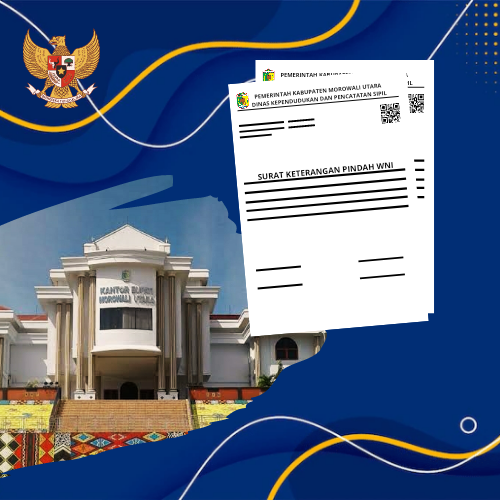 PEMERINTAH KABUPATEN
IL
PEMERINTAH KABUPATEN MOROWALI UTARA
DINAS KEPENDUDUKAN DAN PENCATATAN SIPIL
SURAT KETERANGAN PINDAH WNI
KANTOR BUPATI
MOROWALI UTARA